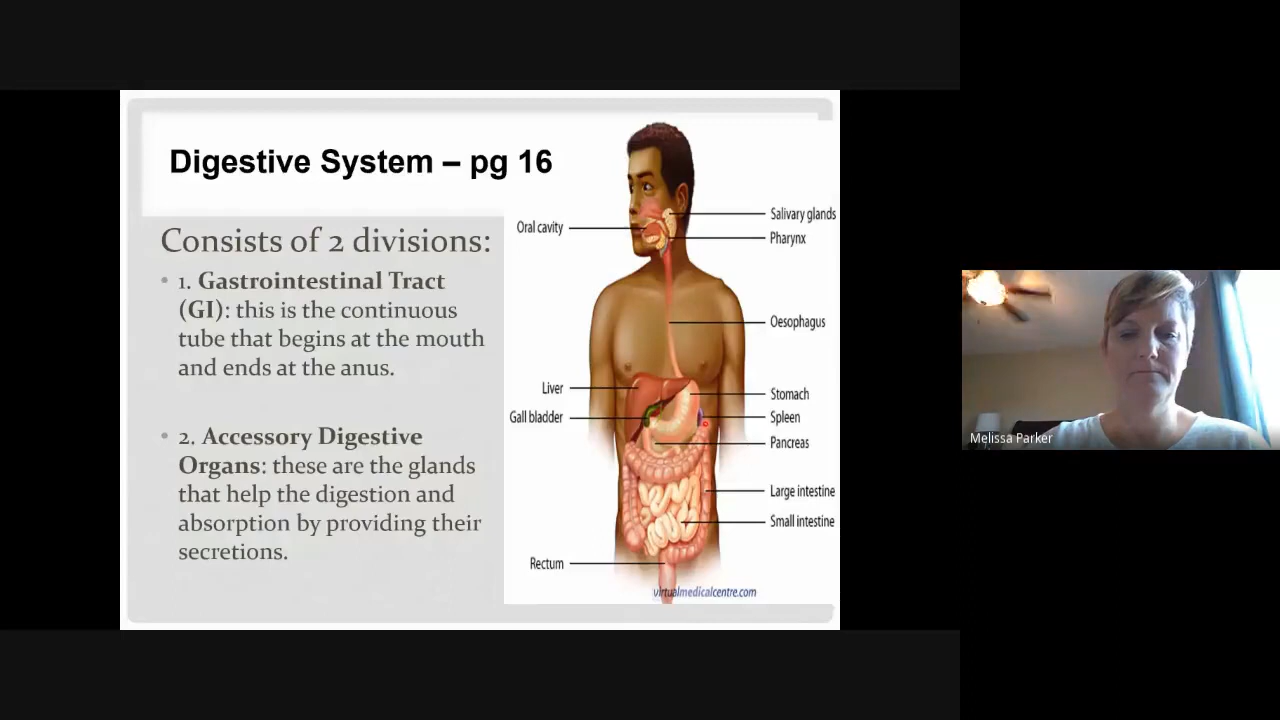 Digestive System – pg 16
Consists of 2 divisions:
• 1. Gastrointestinal Tract
(GI): this is the continuous
tube that begins at the mouth
and ends at the anus.
• 2. Accessory Digestive
Organs: these are the glands
that help the digestion and
absorption by providing their
secretions.
Oral cavity
Salivary glands
Pharynx
Oesophagus
Liver
Stomach
Gall bladder
Spleen
Pancreas
Large intestine
Small intestine
Rectum
virtualmedicalcentre.com
Melissa Parker